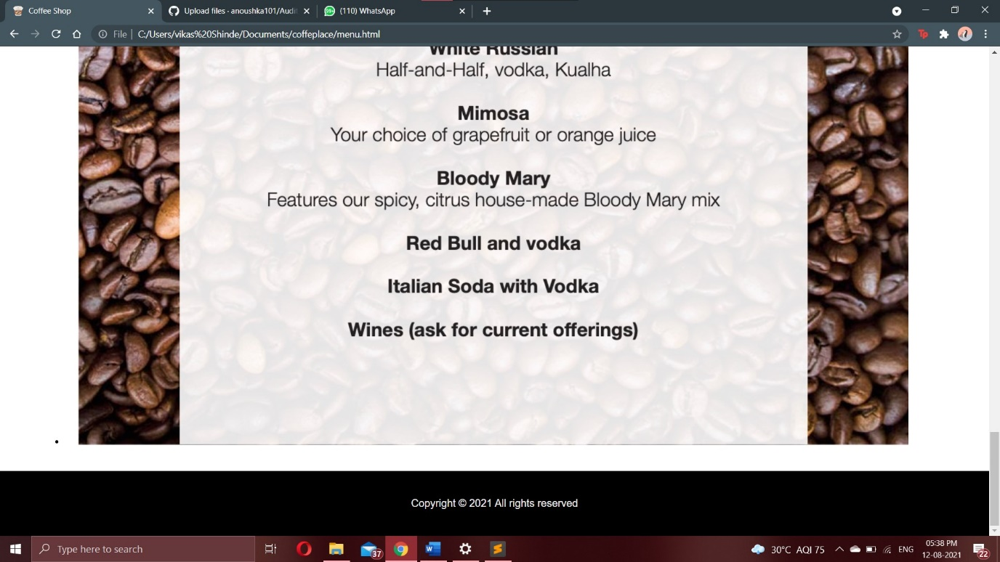 Coffee Shop
Upload files · anoushka101/Audi
(110) WhatsApp
File | C:/Users/vikas%20Shinde/Documents/coffeplace/menu.html
White Russian
Half-and-Half, vodka, Kualha
Mimosa
Your choice of grapefruit or orange juice
Bloody Mary
Features our spicy, citrus house-made Bloody Mary mix
Red Bull and vodka
Italian Soda with Vodka
Wines (ask for current offerings)
Copyright © 2021 All rights reserved
Type here to search
37
30°C AQI 75
ENG
05:38 PM
12-08-2021
22